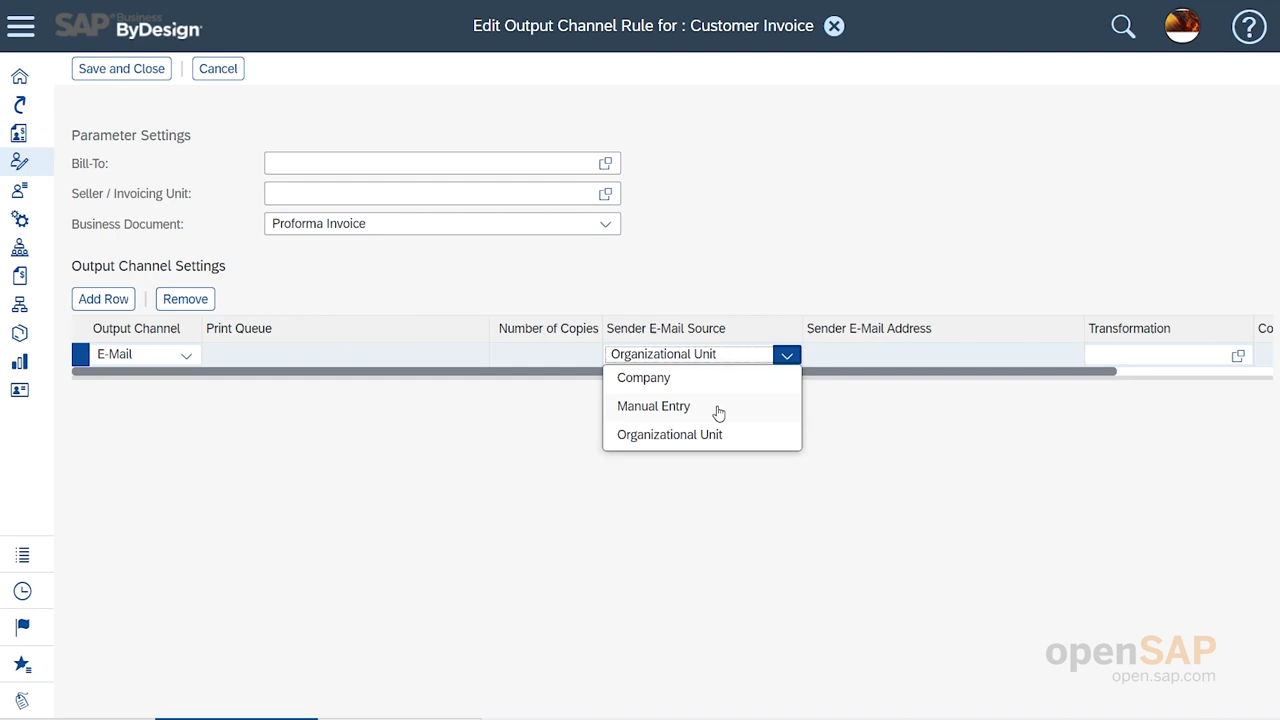 SAP Business ByDesign
Edit Output Channel Rule for : Customer Invoice
Save and Close
Cancel
Parameter Settings
Bill-To:
Seller / Invoicing Unit:
Business Document:
Proforma Invoice
Output Channel Settings
Add Row
Remove
Output Channel Print Queue Number of Copies Sender E-Mail Source Sender E-Mail Address Transformation Co
E-Mail Organizational Unit
Company
Manual Entry
Organizational Unit
openSAP
open.sap.com